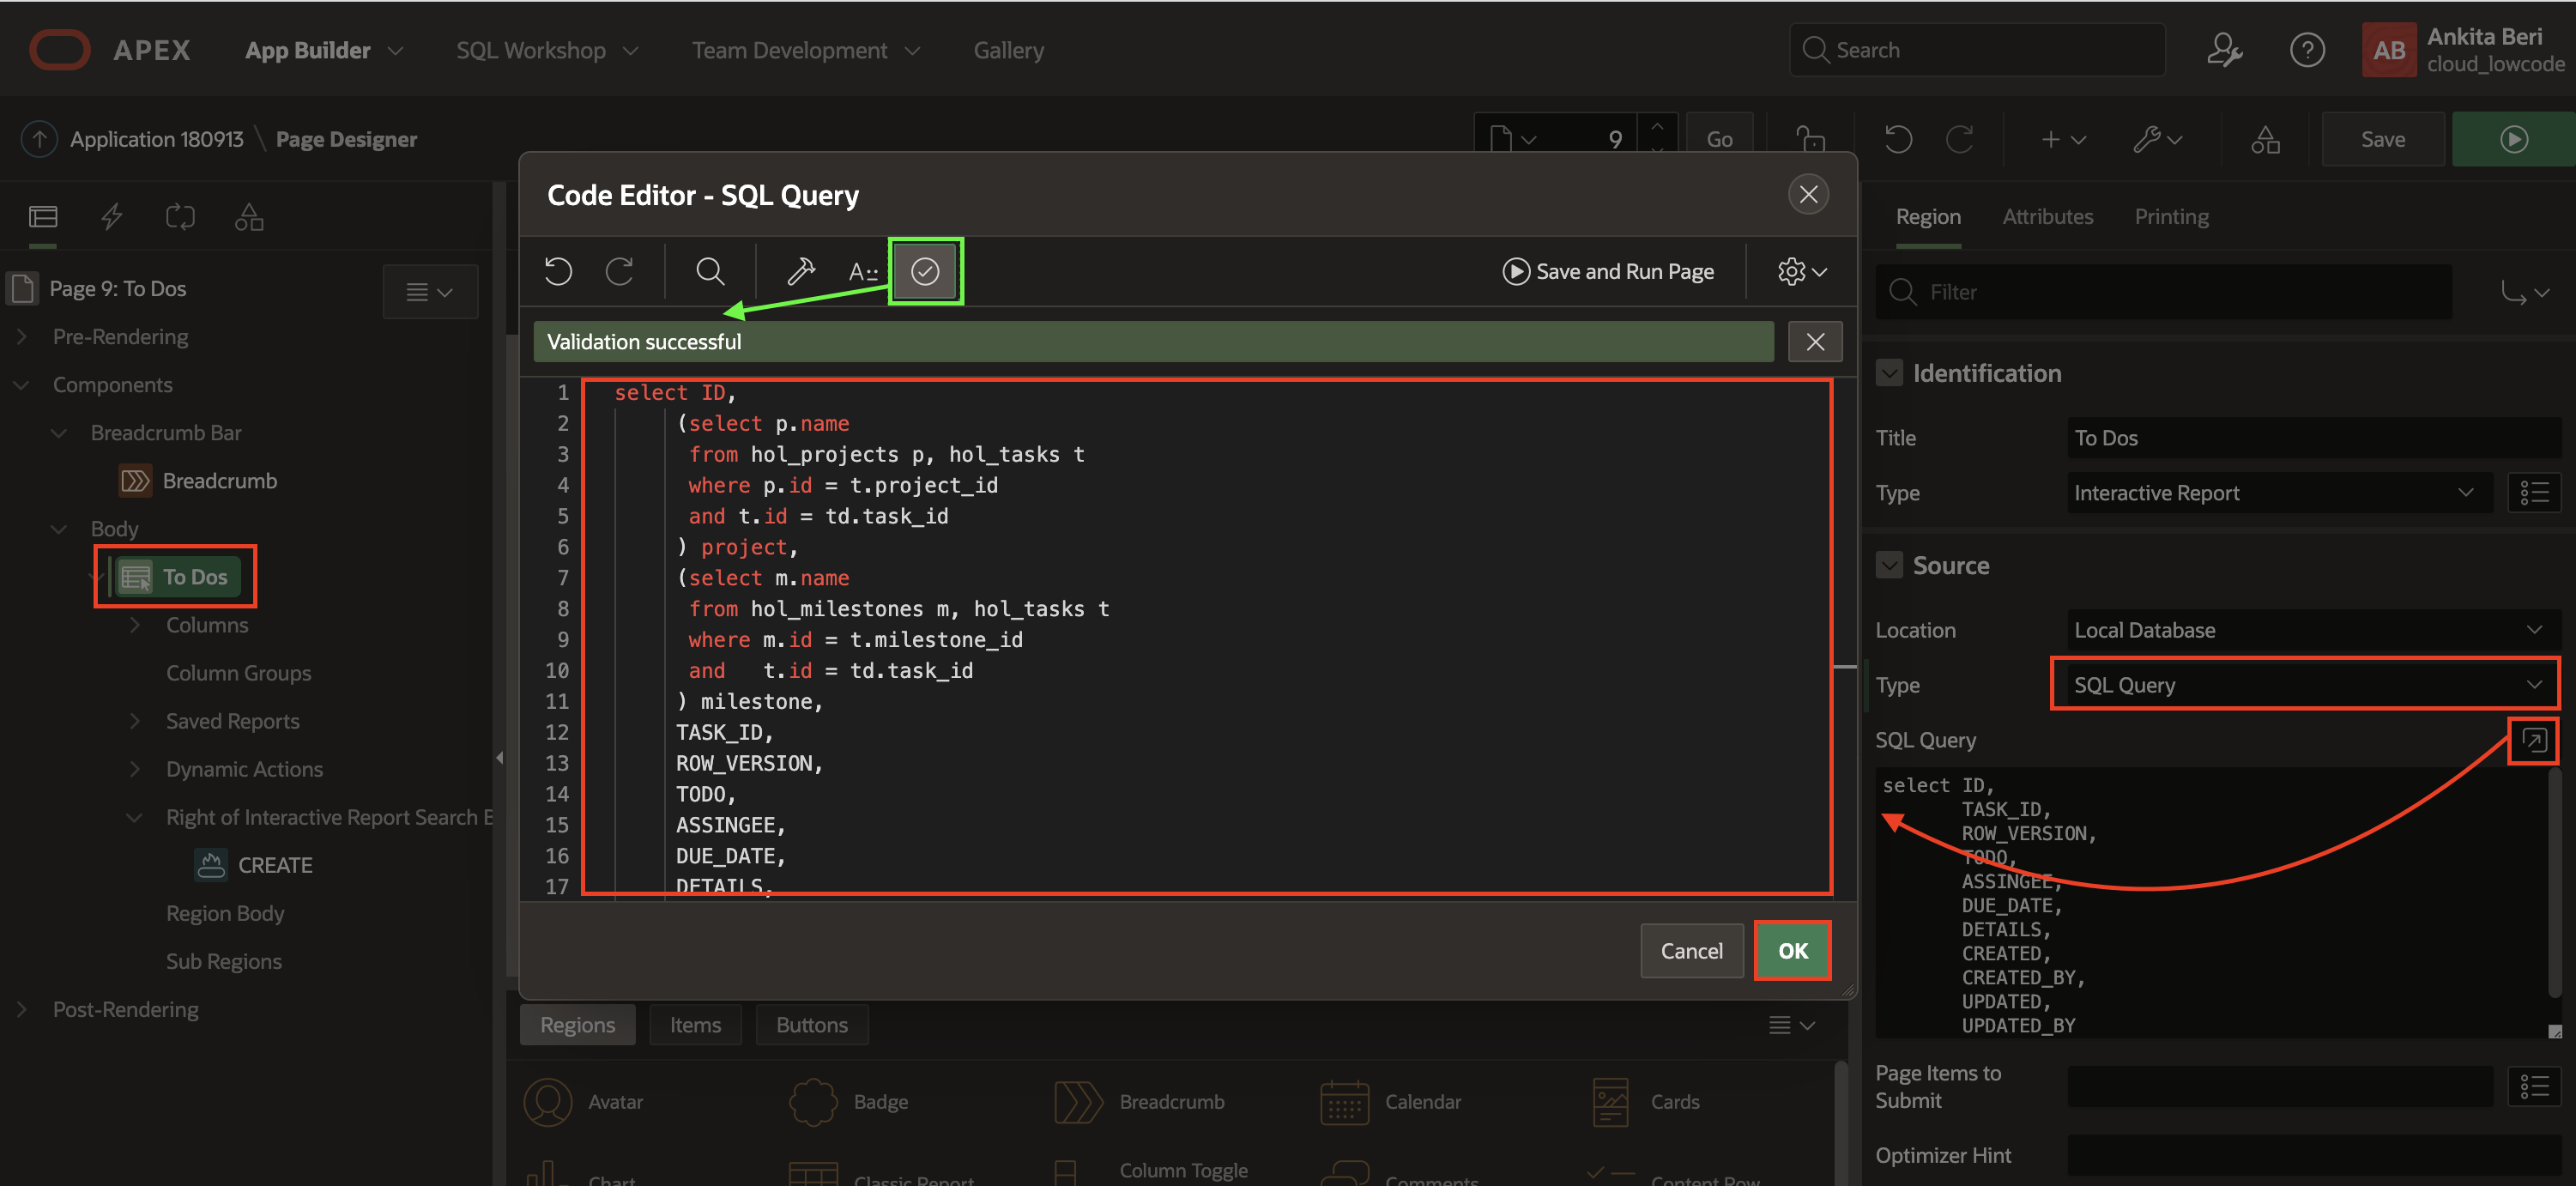 APEX App Builder SQL Workshop Team Development Gallery Search AB Ankita Beri
cloud_lowcode
Application 180913 \ Page Designer 9 Go Save
Page 9: To Dos
Pre-Rendering
Components
Breadcrumb Bar
Breadcrumb
Body
To Dos
Columns
Column Groups
Saved Reports
Dynamic Actions
Right of Interactive Report Search
CREATE
Region Body
Sub Regions
Post-Rendering
Code Editor - SQL Query
A:: Save and Run Page
Validation successful
1 select ID,
2 (select p.name
3 from hol_projects p, hol_tasks t
4 where p.id = t.project_id
5 and t.id = td.task_id
6 ) project,
7 (select m.name
8 from hol_milestones m, hol_tasks t
9 where m.id = t.milestone_id
10 and   t.id = td.task_id
11 ) milestone,
12 TASK_ID,
13 ROW_VERSION,
14 TODO,
15 ASSINGEE,
16 DUE_DATE,
17 DETAILS,
Cancel OK
Regions Items Buttons
Avatar Badge Breadcrumb Calendar Cards
Chart Classic Report Column Toggle Comments Content Row
Region Attributes Printing
Filter
Identification
Title To Dos
Type Interactive Report
Source
Location Local Database
Type SQL Query
SQL Query
select ID,
TASK_ID,
ROW_VERSION,
TODO,
ASSINGEE,
DUE_DATE,
DETAILS,
CREATED,
CREATED_BY,
UPDATED,
UPDATED_BY
Page Items to
Submit
Optimizer Hint